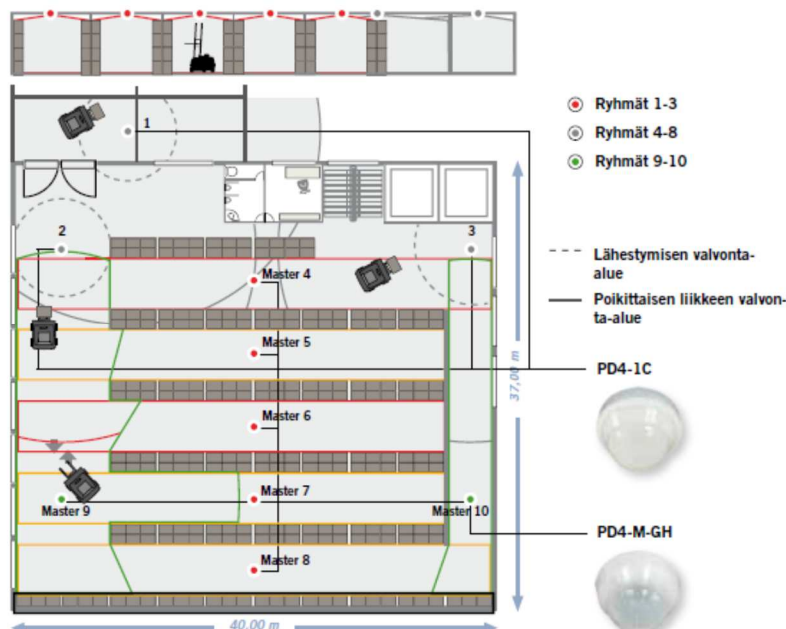 Ryhmät 1-3
Ryhmät 4-8
Ryhmät 9-10
1
2
3
Master 4
Lähestymisen valvonta-
alue
Poikittaisen liikkeen valvon-
ta-alue
Master 5
PD4-1C
37,00 m
Master 6
Master 7
Master 9
Master 10
PD4-M-GH
Master 8
40,00 m